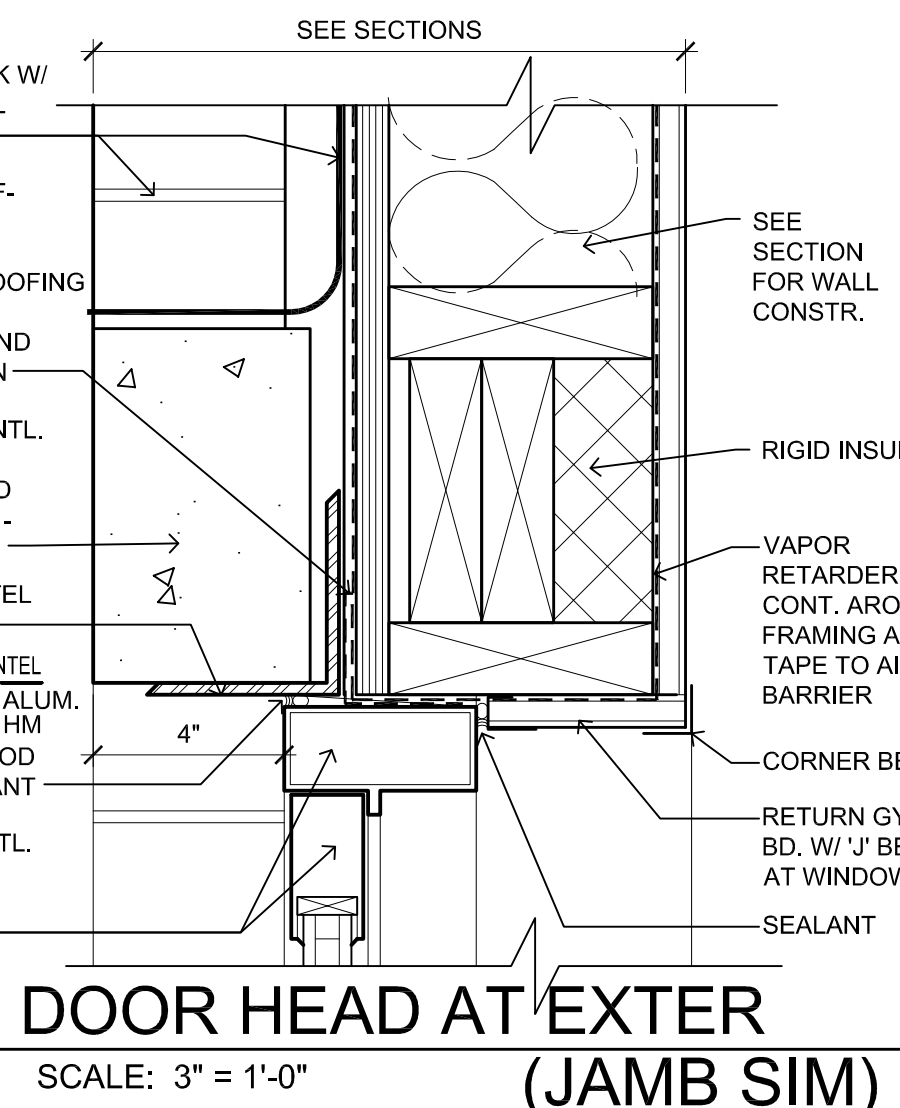 SEE SECTIONS
K W/
F-
OOFING
ND
N
NTL.
D
-
TEL
NTEL
ALUM.
HM
OD
ANT
TL.
4"
SEE
SECTION
FOR WALL
CONSTR.
RIGID INSUL
VAPOR
RETARDER
CONT. ARO
FRAMING A
TAPE TO AI
BARRIER
CORNER BE
RETURN GY
BD. W/ 'J' BE
AT WINDOW
SEALANT
DOOR HEAD AT EXTER
SCALE: 3" = 1'-0"
(JAMB SIM)